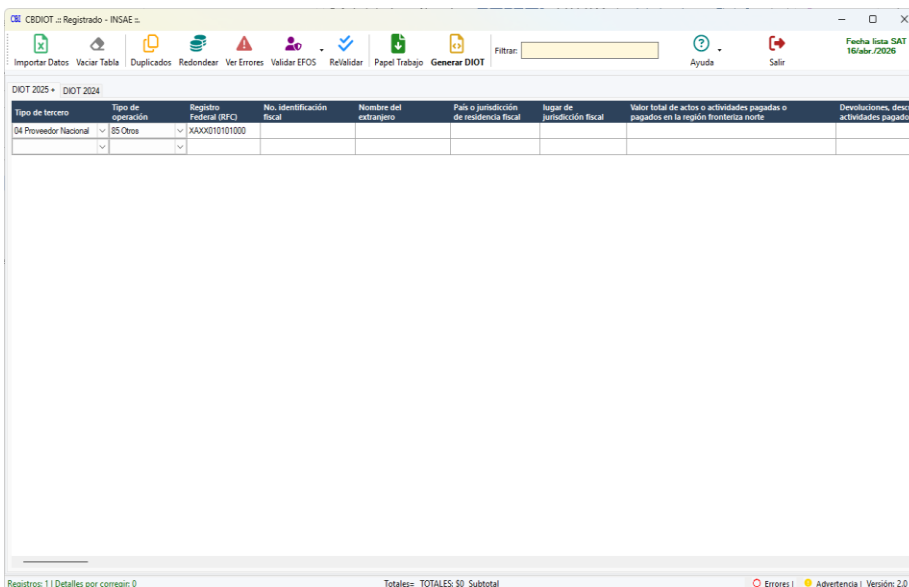 CBDIOT .:: Registrado - INSAE ::.
Importar Datos Vaciar Tabla Duplicados Redondear Ver Errores Validar EFOS ReValidar Papel Trabajo Generar DIOT Filtrar: Ayuda Salir
Fecha lista SAT
16/abr./2026
DIOT 2025 + DIOT 2024
Tipo de tercero Tipo de operación Registro Federal (RFC) No. identificación fiscal Nombre del extranjero País o jurisdicción de residencia fiscal lugar de jurisdicción fiscal Valor total de actos o actividades pagadas o pagados en la región fronteriza norte Devoluciones, desc actividades pagado
04 Proveedor Nacional 85 Otros XAXX010101000
Registros: 1 | Detalles por corregir: 0 Totales= TOTALES: $0 Subtotal Errores | Advertencia | Versión: 2.0